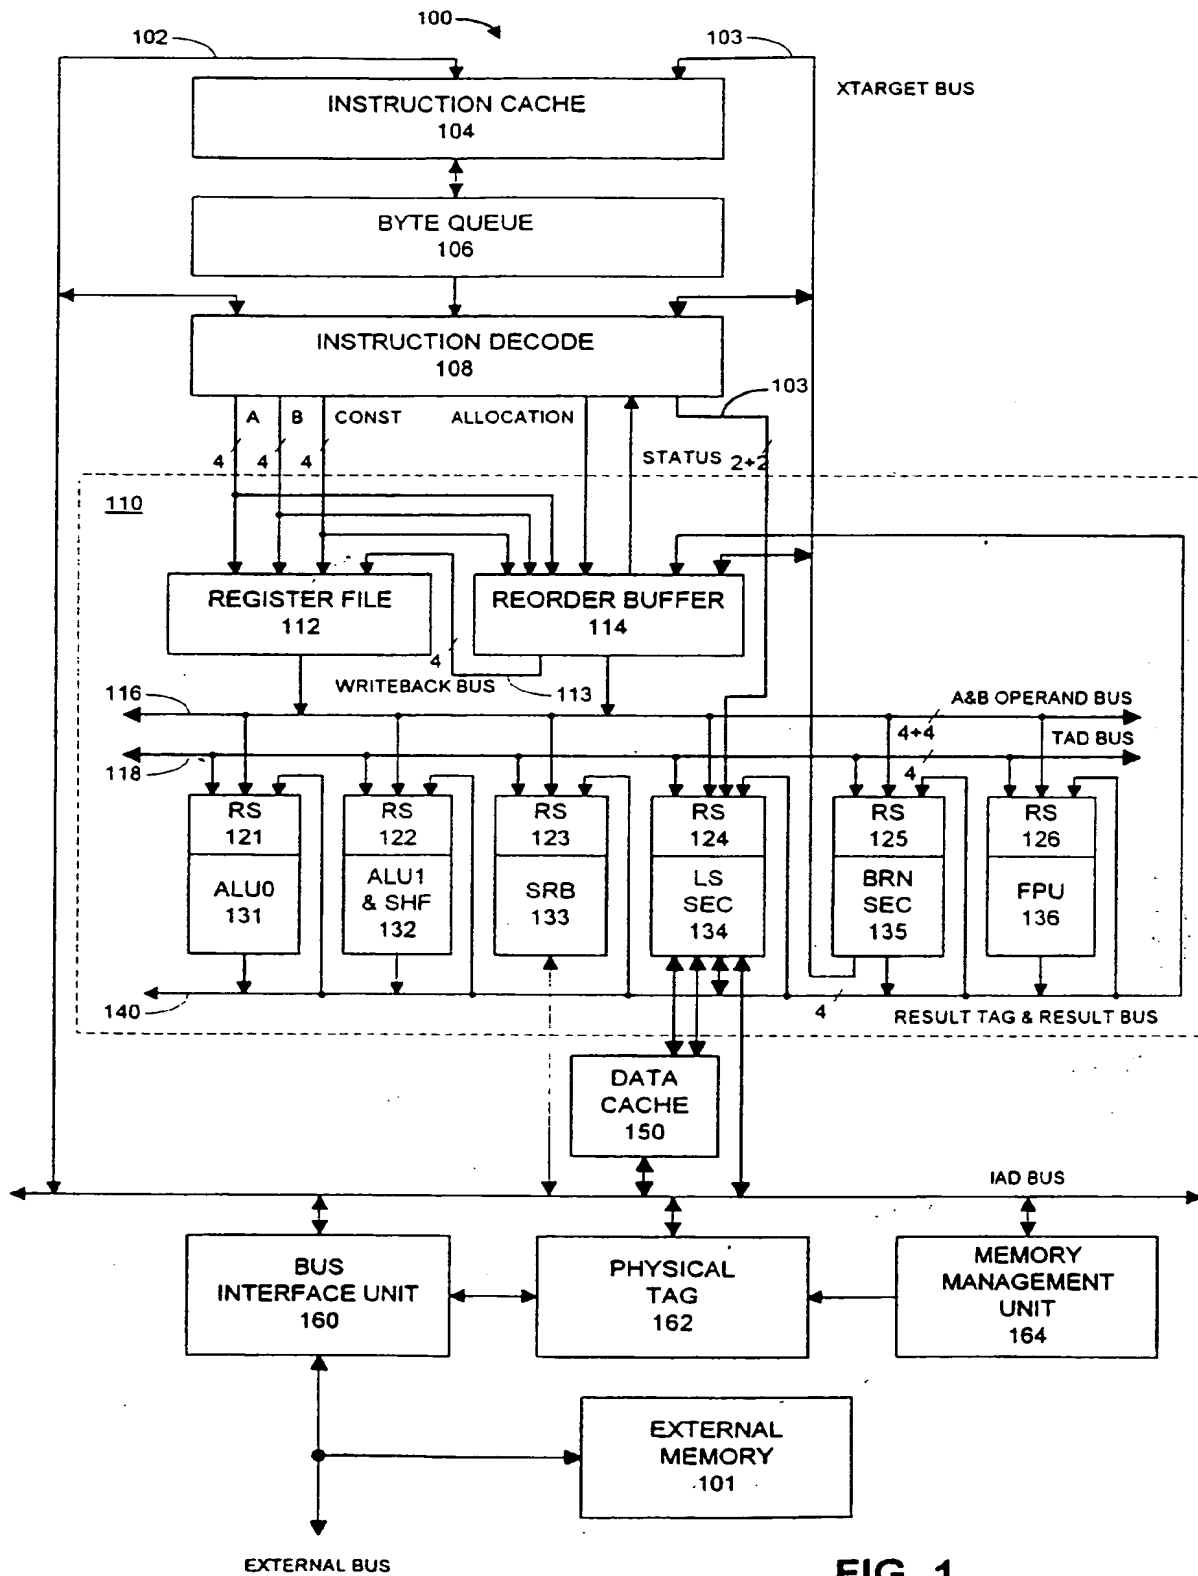 100
102
103
XTARGET BUS
INSTRUCTION CACHE
104
BYTE QUEUE
106
INSTRUCTION DECODE
108
103
A
B
CONST
ALLOCATION
4
4
4
STATUS
2+2
110
REGISTER FILE
112
REORDER BUFFER
114
4
WRITEBACK BUS
113
116
A&B OPERAND BUS
4+4
TAD BUS
118
4
RS
121
RS
122
RS
123
RS
124
RS
125
RS
126
ALU0
131
ALU1
& SHF
132
SRB
133
LS
SEC
134
BRN
SEC
135
FPU
136
140
4
RESULT TAG & RESULT BUS
DATA
CACHE
150
IAD BUS
BUS
INTERFACE UNIT
160
PHYSICAL
TAG
162
MEMORY
MANAGEMENT
UNIT
164
EXTERNAL
MEMORY
101
EXTERNAL BUS
FIG. 1